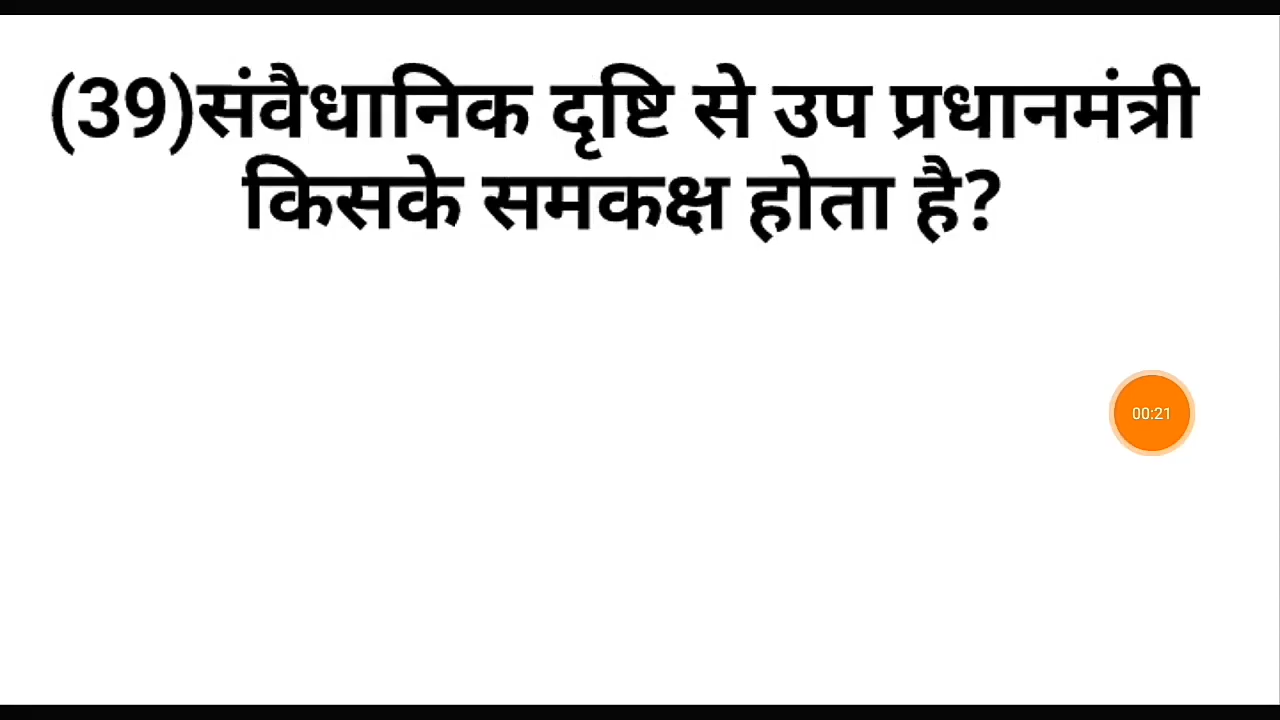 (39)संवैधानिक दृष्टि से उप प्रधानमंत्री
किसके समकक्ष होता है?
00:21